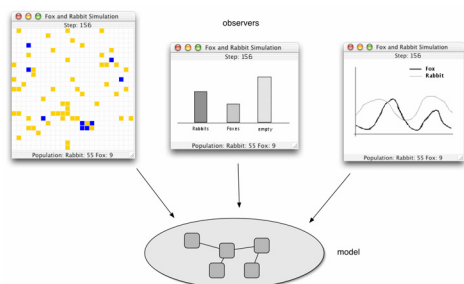 observers
Fox and Rabbit Simulation
Step: 156
Population: Rabbit: 55 Fox: 9
Fox and Rabbit Simulation
Step: 156
Rabbits Foxes empty
Population: Rabbit: 55 Fox: 9
Fox and Rabbit Simulation
Step: 156
Fox
Rabbit
Population: Rabbit: 55 Fox: 9
model